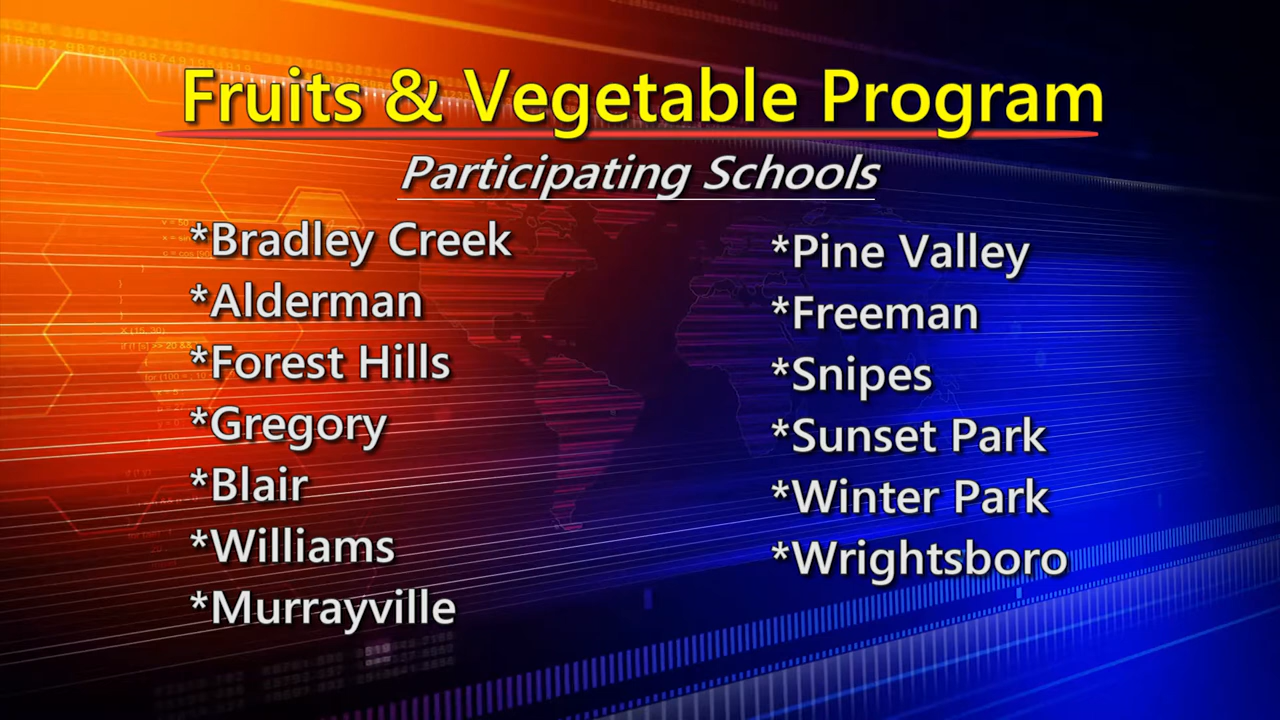 Fruits & Vegetable Program
Participating Schools
*Bradley Creek
*Alderman
*Forest Hills
*Gregory
*Blair
*Williams
*Murrayville
*Pine Valley
*Freeman
*Snipes
*Sunset Park
*Winter Park
*Wrightsboro